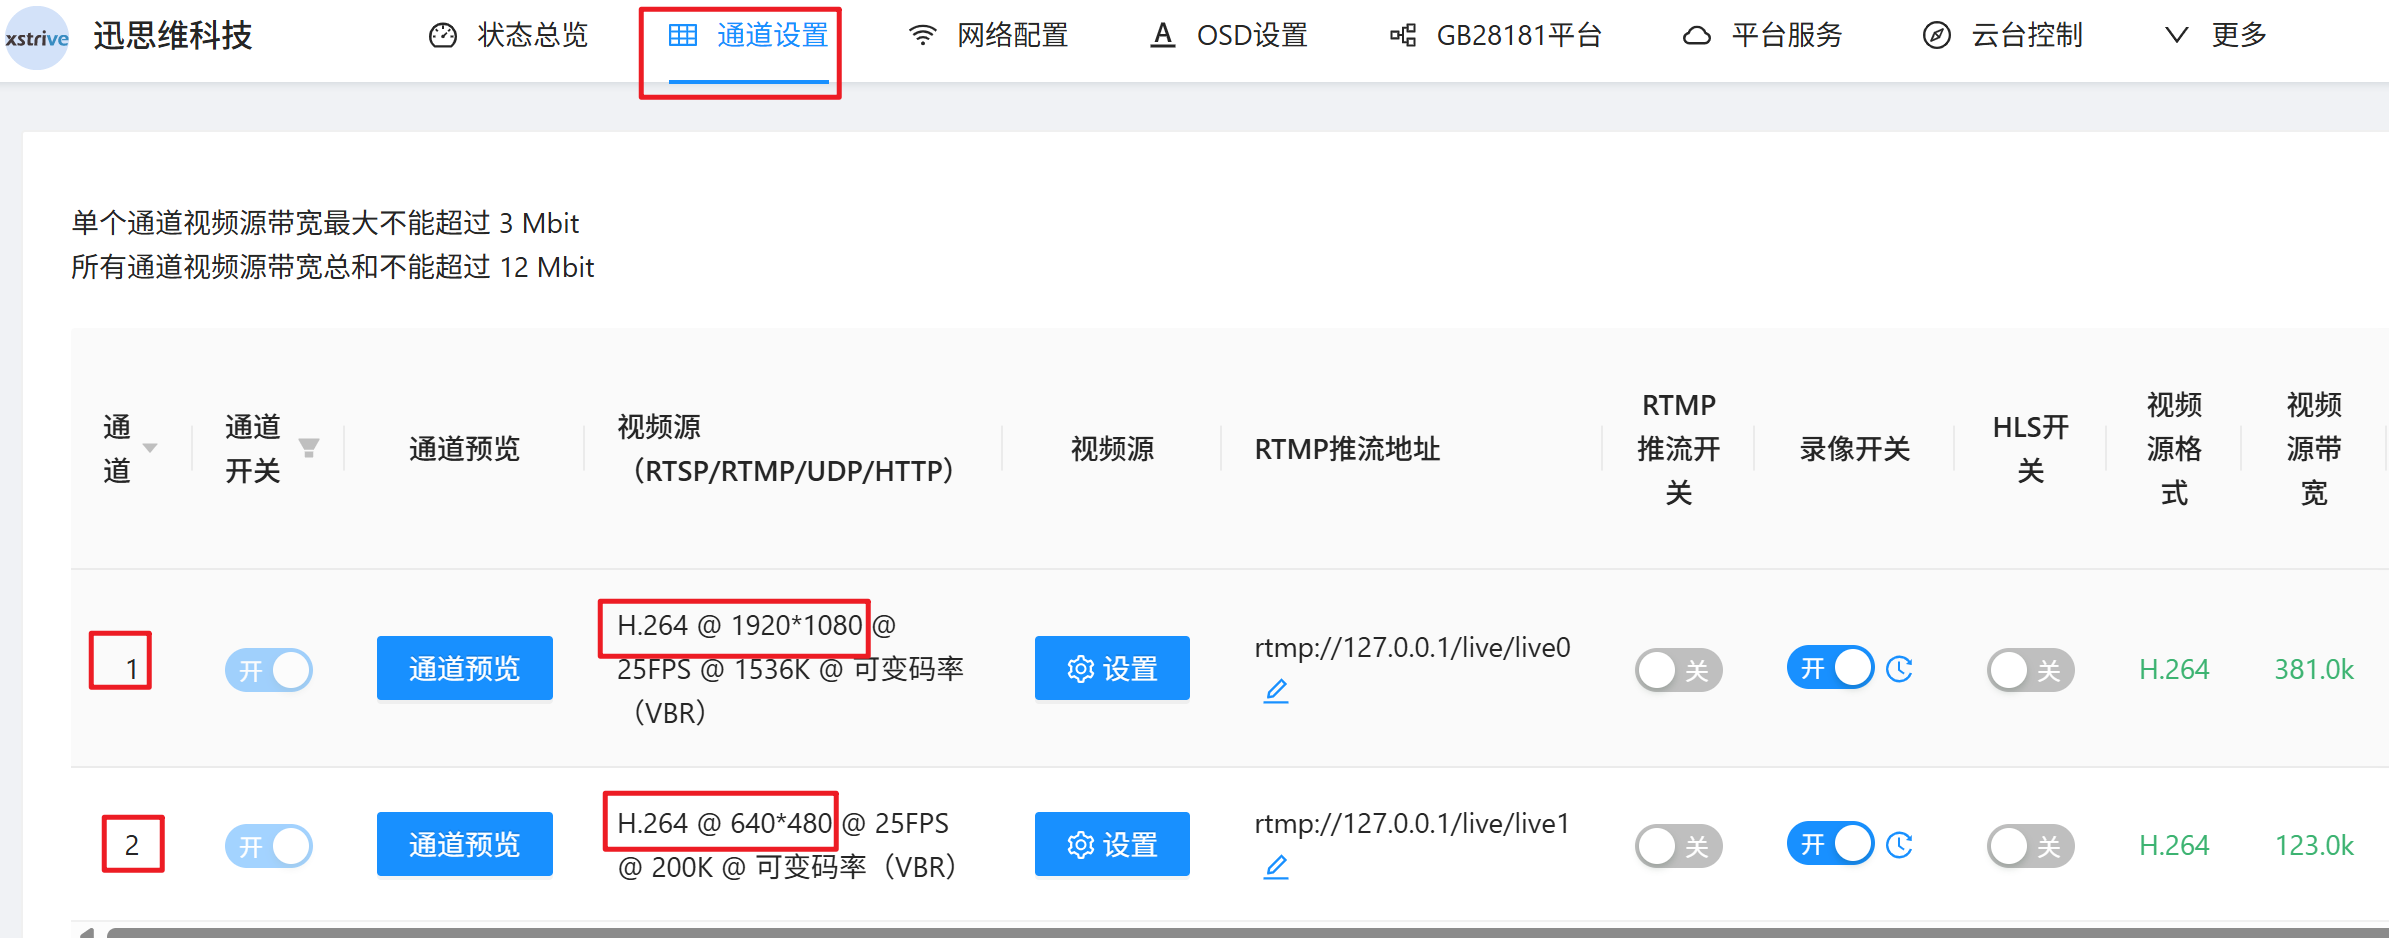 xstrive 迅思维科技 状态总览 通道设置 网络配置 OSD设置 GB28181平台 平台服务 云台控制 更多
单个通道视频源带宽最大不能超过 3 Mbit
所有通道视频源带宽总和不能超过 12 Mbit
通
道
通道
开关
通道预览
视频源
（RTSP/RTMP/UDP/HTTP）
视频源
RTMP推流地址
RTMP
推流开
关
录像开关
HLS开
关
视频
源格
式
视频
源带
宽
1
开
通道预览
H.264 @ 1920*1080 @
25FPS @ 1536K @ 可变码率
（VBR）
设置
rtmp://127.0.0.1/live/live0
关
开
关
H.264
381.0k
2
开
通道预览
H.264 @ 640*480 @ 25FPS
@ 200K @ 可变码率（VBR）
设置
rtmp://127.0.0.1/live/live1
关
开
关
H.264
123.0k